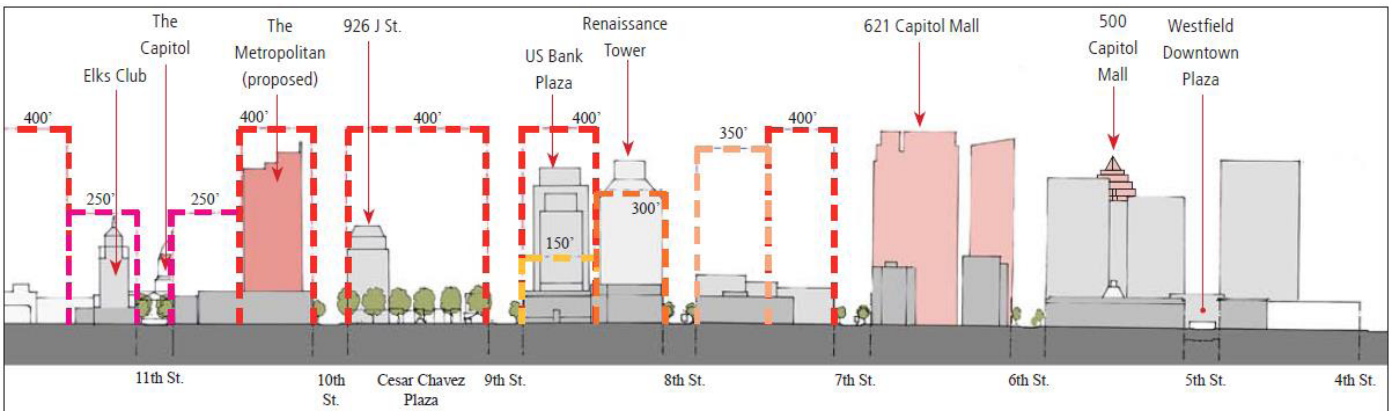 The
Capitol
Elks Club
The
Metropolitan
(proposed)
926 J St.
US Bank
Plaza
Renaissance
Tower
621 Capitol Mall
500
Capitol
Mall
Westfield
Downtown
Plaza
400’
250’
250’
400’
400’
400’
150’
300’
350’
400’
11th St.
10th
St.
Cesar Chavez
Plaza
9th St.
8th St.
7th St.
6th St.
5th St.
4th St.